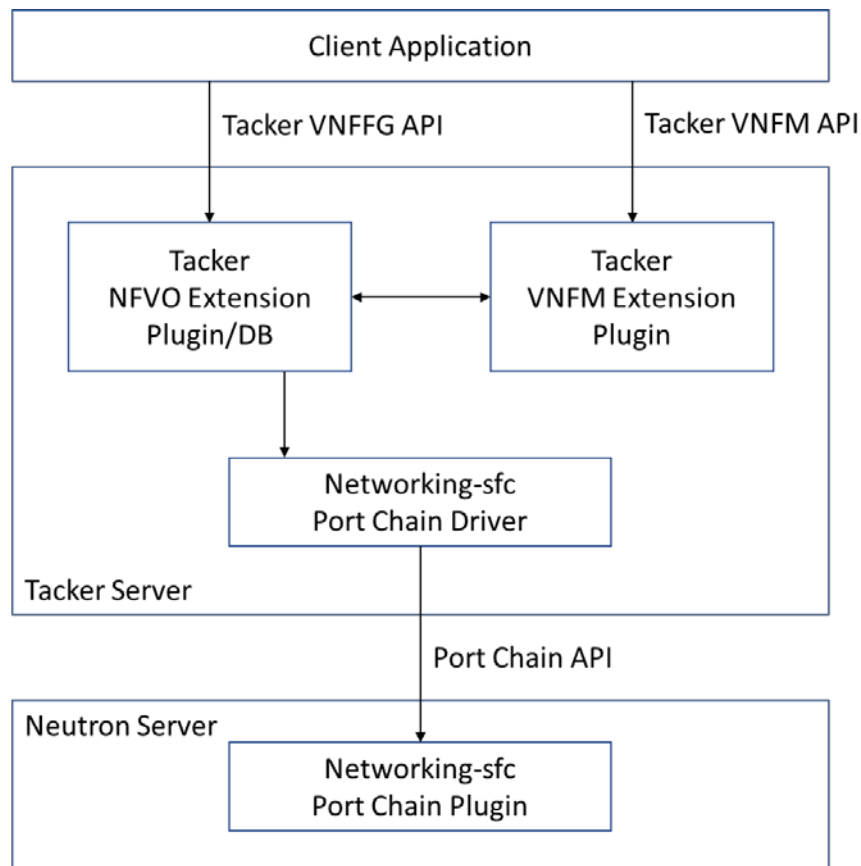 Client Application
Tacker VNFFG API
Tacker VNFM API
Tacker
NFVO Extension
Plugin/DB
Tacker
VNFM Extension
Plugin
Networking-sfc
Port Chain Driver
Tacker Server
Port Chain API
Neutron Server
Networking-sfc
Port Chain Plugin